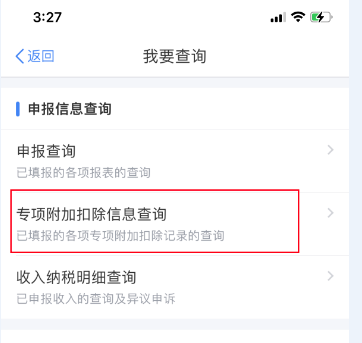 3:27
返回
我要查询
申报信息查询
申报查询
已填报的各项报表的查询
专项附加扣除信息查询
已填报的各项专项附加扣除记录的查询
收入纳税明细查询
已申报收入的查询及异议申诉